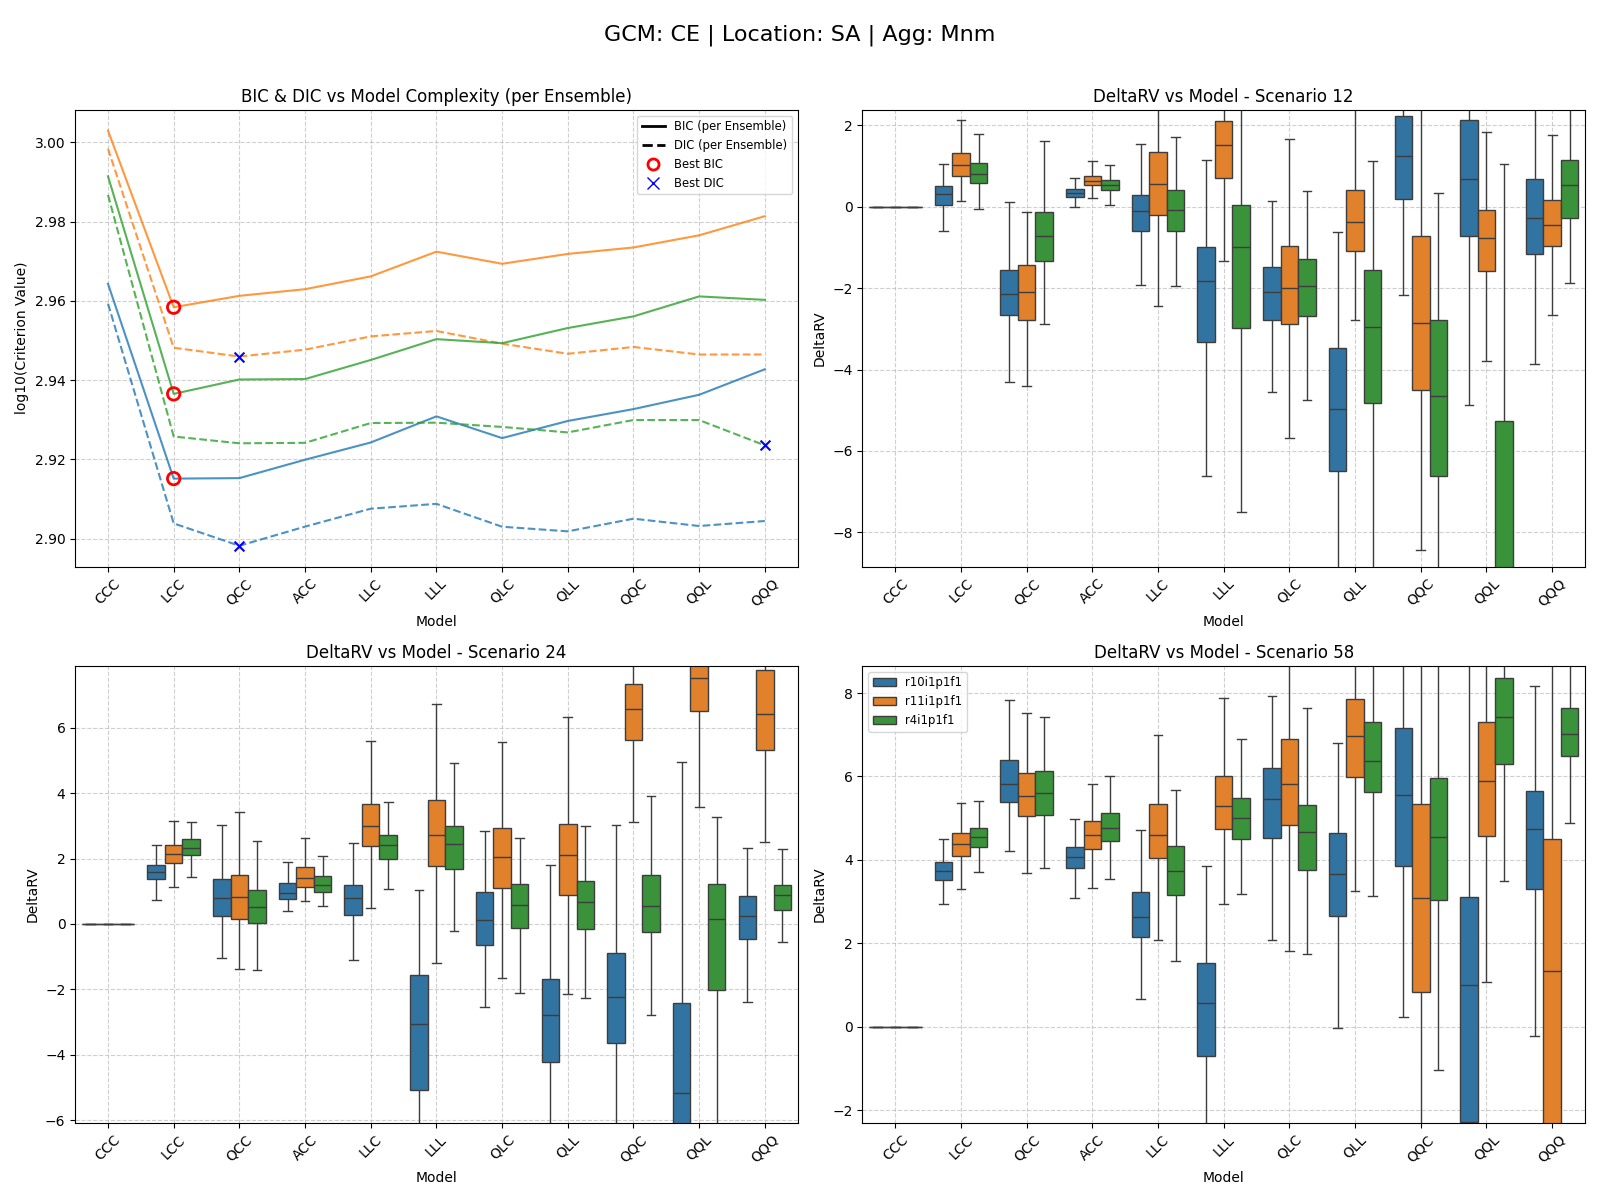 GCM: CE | Location: SA | Agg: Mnm
BIC & DIC vs Model Complexity (per Ensemble)
log10(Criterion Value)
3.00
2.98
2.96
2.94
2.92
2.90
BIC (per Ensemble)
DIC (per Ensemble)
Best BIC
Best DIC
CCC LCC QCC ACC LLC LLL QLC QLL QQC QQL QQQ
Model
DeltaRV vs Model - Scenario 12
DeltaRV
2
0
−2
−4
−6
−8
CCC LCC QCC ACC LLC LLL QLC QLL QQC QQL QQQ
Model
DeltaRV vs Model - Scenario 24
DeltaRV
6
4
2
0
−2
−4
−6
CCC LCC QCC ACC LLC LLL QLC QLL QQC QQL QQQ
Model
DeltaRV vs Model - Scenario 58
DeltaRV
8
6
4
2
0
−2
r10i1p1f1
r11i1p1f1
r4i1p1f1
CCC LCC QCC ACC LLC LLL QLC QLL QQC QQL QQQ
Model